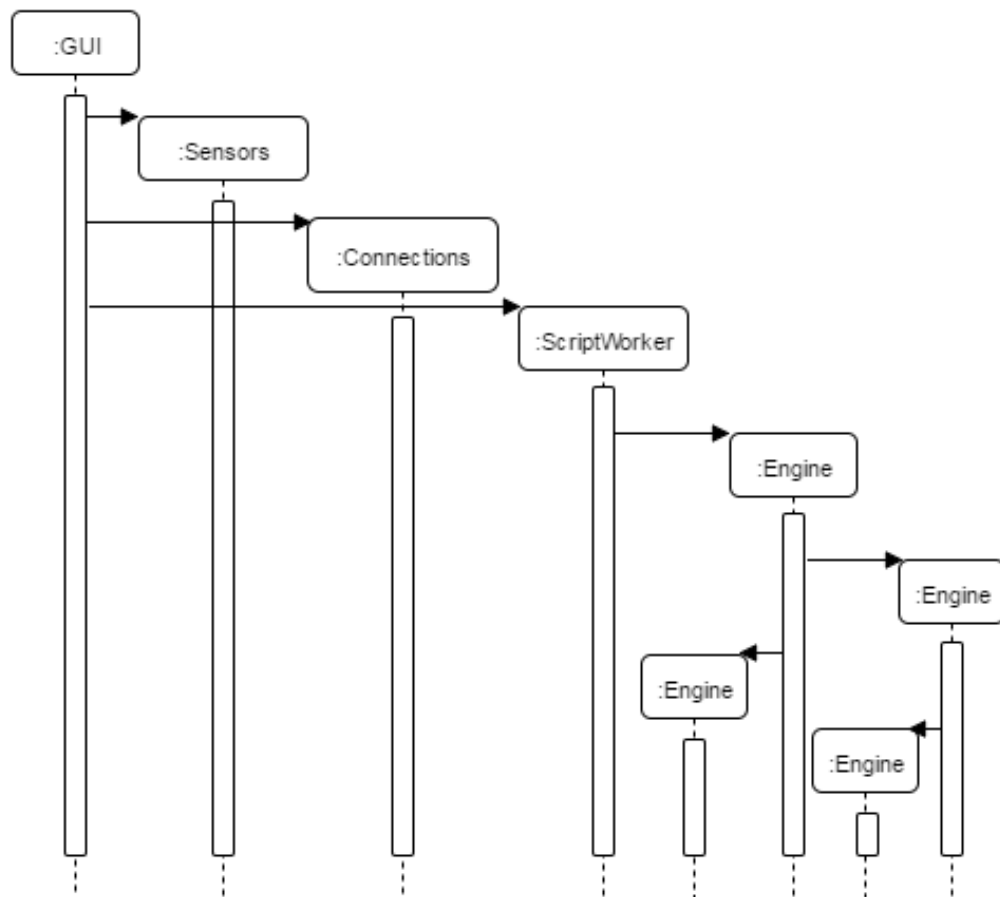 :GUI
:Sensors
:Connections
:ScriptWorker
:Engine
:Engine
:Engine
:Engine